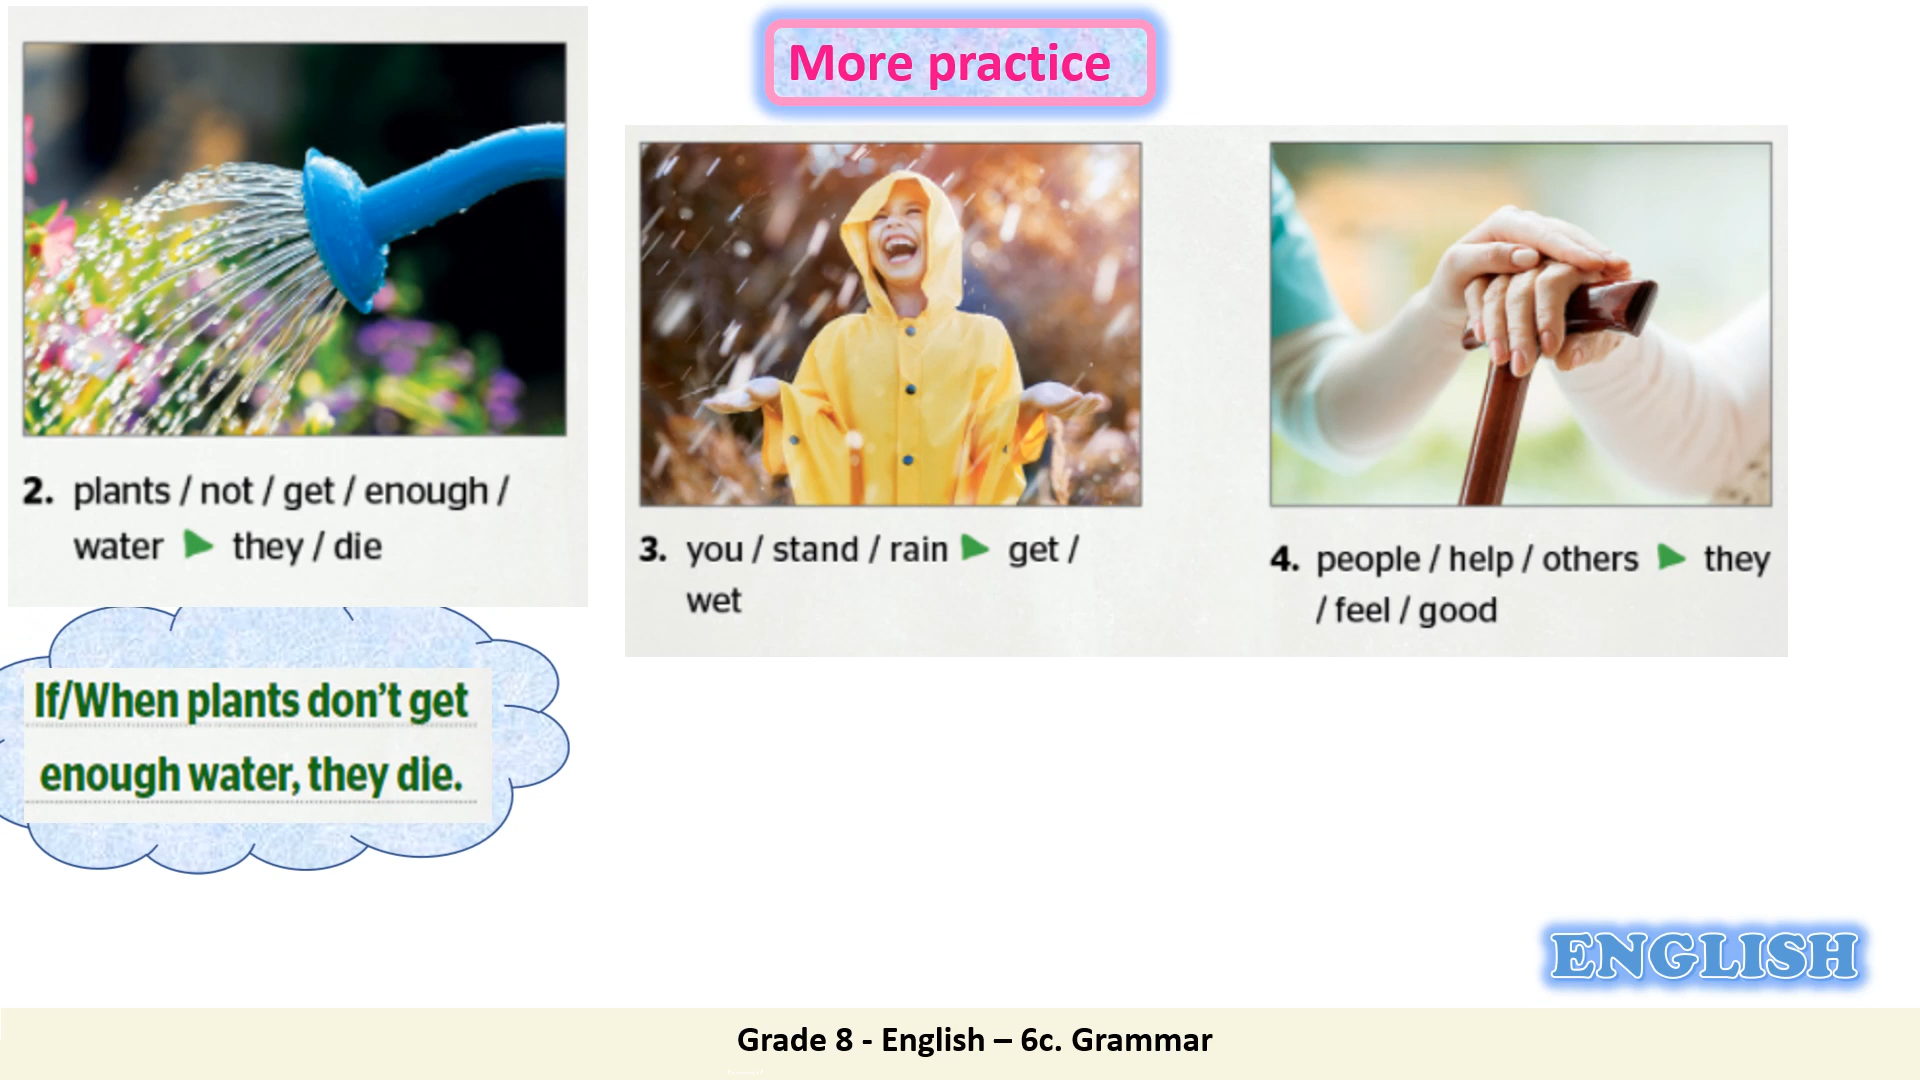 More practice
2. plants / not / get / enough /
water ▶ they / die
3. you / stand / rain ▶ get /
wet
4. people / help / others ▶ they
/ feel / good
If/When plants don't get
enough water, they die.
ENGLISH
Grade 8 - English – 6c. Grammar